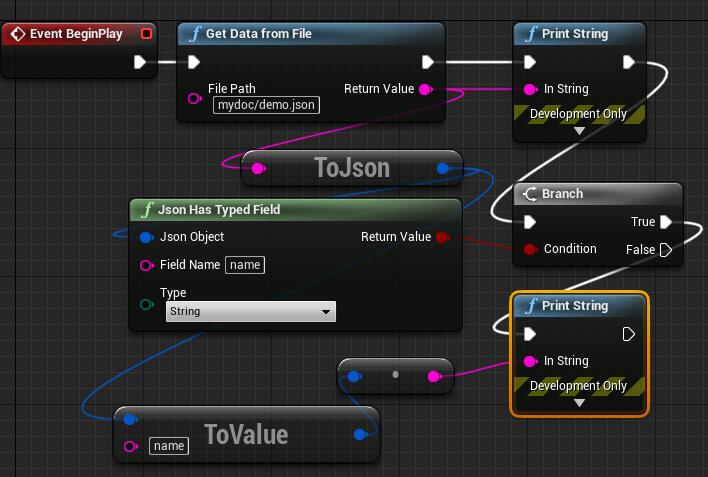 Event BeginPlay
f Get Data from File
File Path
mydoc/demo.json
Return Value
f Print String
In String
Development Only
ToJson
f Json Has Typed Field
Json Object
Return Value
Field Name name
Type
String
Branch
True
Condition
False
f Print String
In String
Development Only
ToValue
name